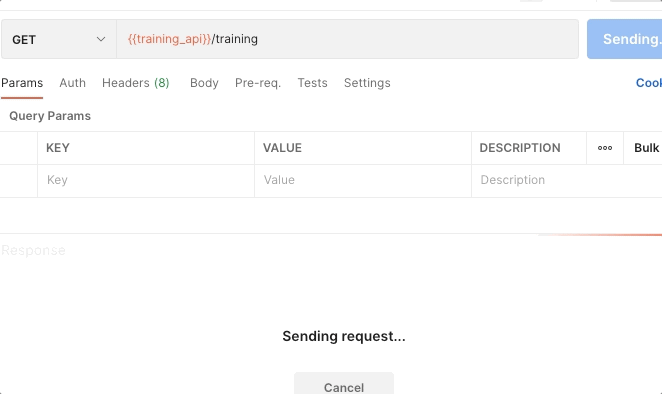 GET {{training_api}}/training Sending.
Params Auth Headers (8) Body Pre-req. Tests Settings Cook
Query Params
KEY VALUE DESCRIPTION ooo Bulk
Key Value Description
Response
Sending request...
Cancel